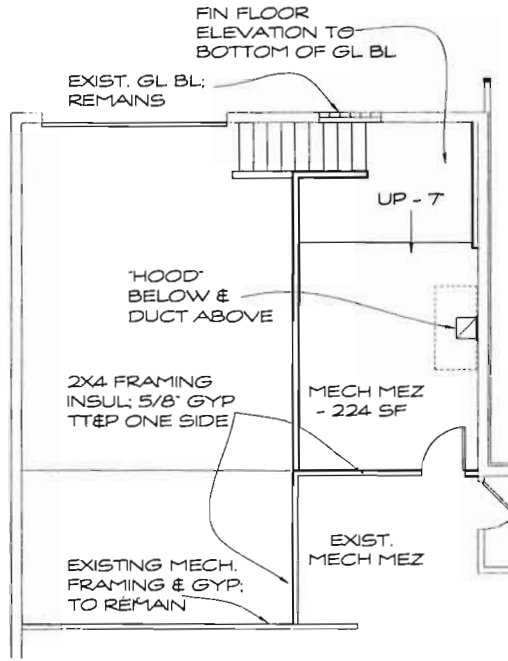 FIN FLOOR
ELEVATION TO
BOTTOM OF GL BL
EXIST. GL BL;
REMAINS
UP - 7"
"HOOD"
BELOW &
DUCT ABOVE
2X4 FRAMING
INSUL; 5/8" GYP
TT&P ONE SIDE
MECH MEZ
- 224 SF
EXIST.
MECH MEZ
EXISTING MECH.
FRAMING & GYP;
TO REMAIN